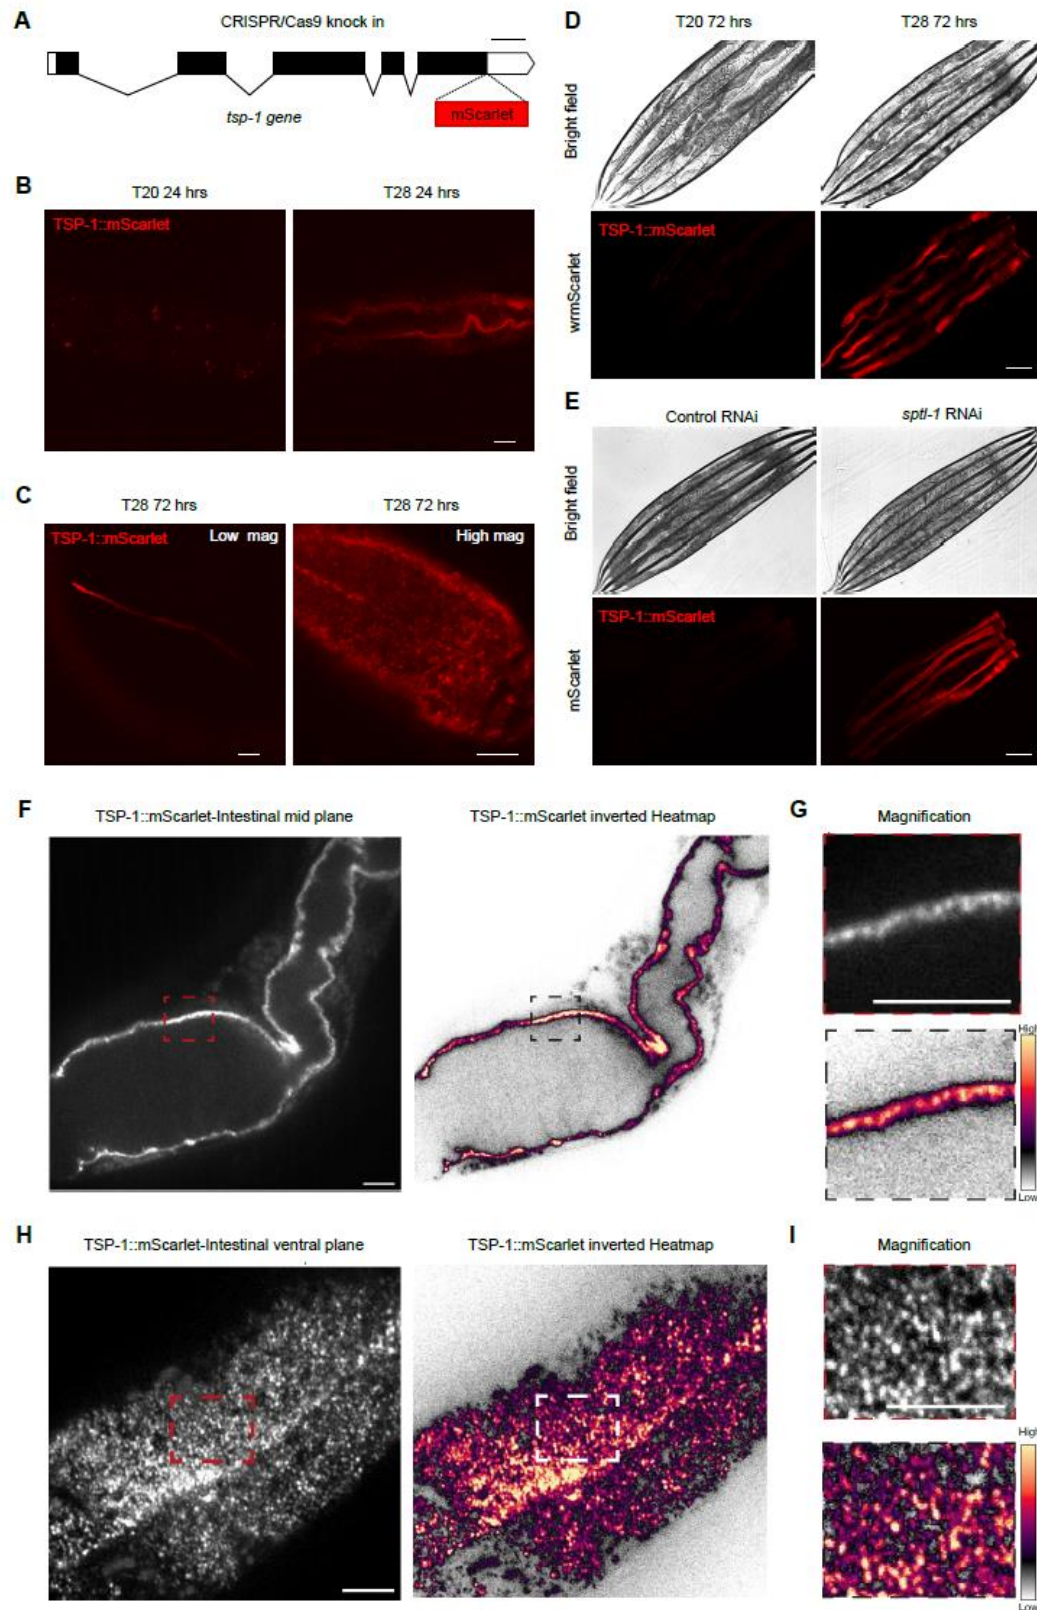 A
CRISPR/Cas9 knock in
tsp-1 gene
mScarlet
B
T20 24 hrs
T28 24 hrs
TSP-1::mScarlet
C
T28 72 hrs
T28 72 hrs
TSP-1::mScarlet
Low mag
High mag
D
T20 72 hrs
T28 72 hrs
Bright field
TSP-1::mScarlet
wrmScarlet
E
Control RNAi
sptl-1 RNAi
Bright field
TSP-1::mScarlet
mScarlet
F
TSP-1::mScarlet-Intestinal mid plane
TSP-1::mScarlet inverted Heatmap
G
Magnification
High
Low
H
TSP-1::mScarlet-Intestinal ventral plane
TSP-1::mScarlet inverted Heatmap
I
Magnification
High
Low